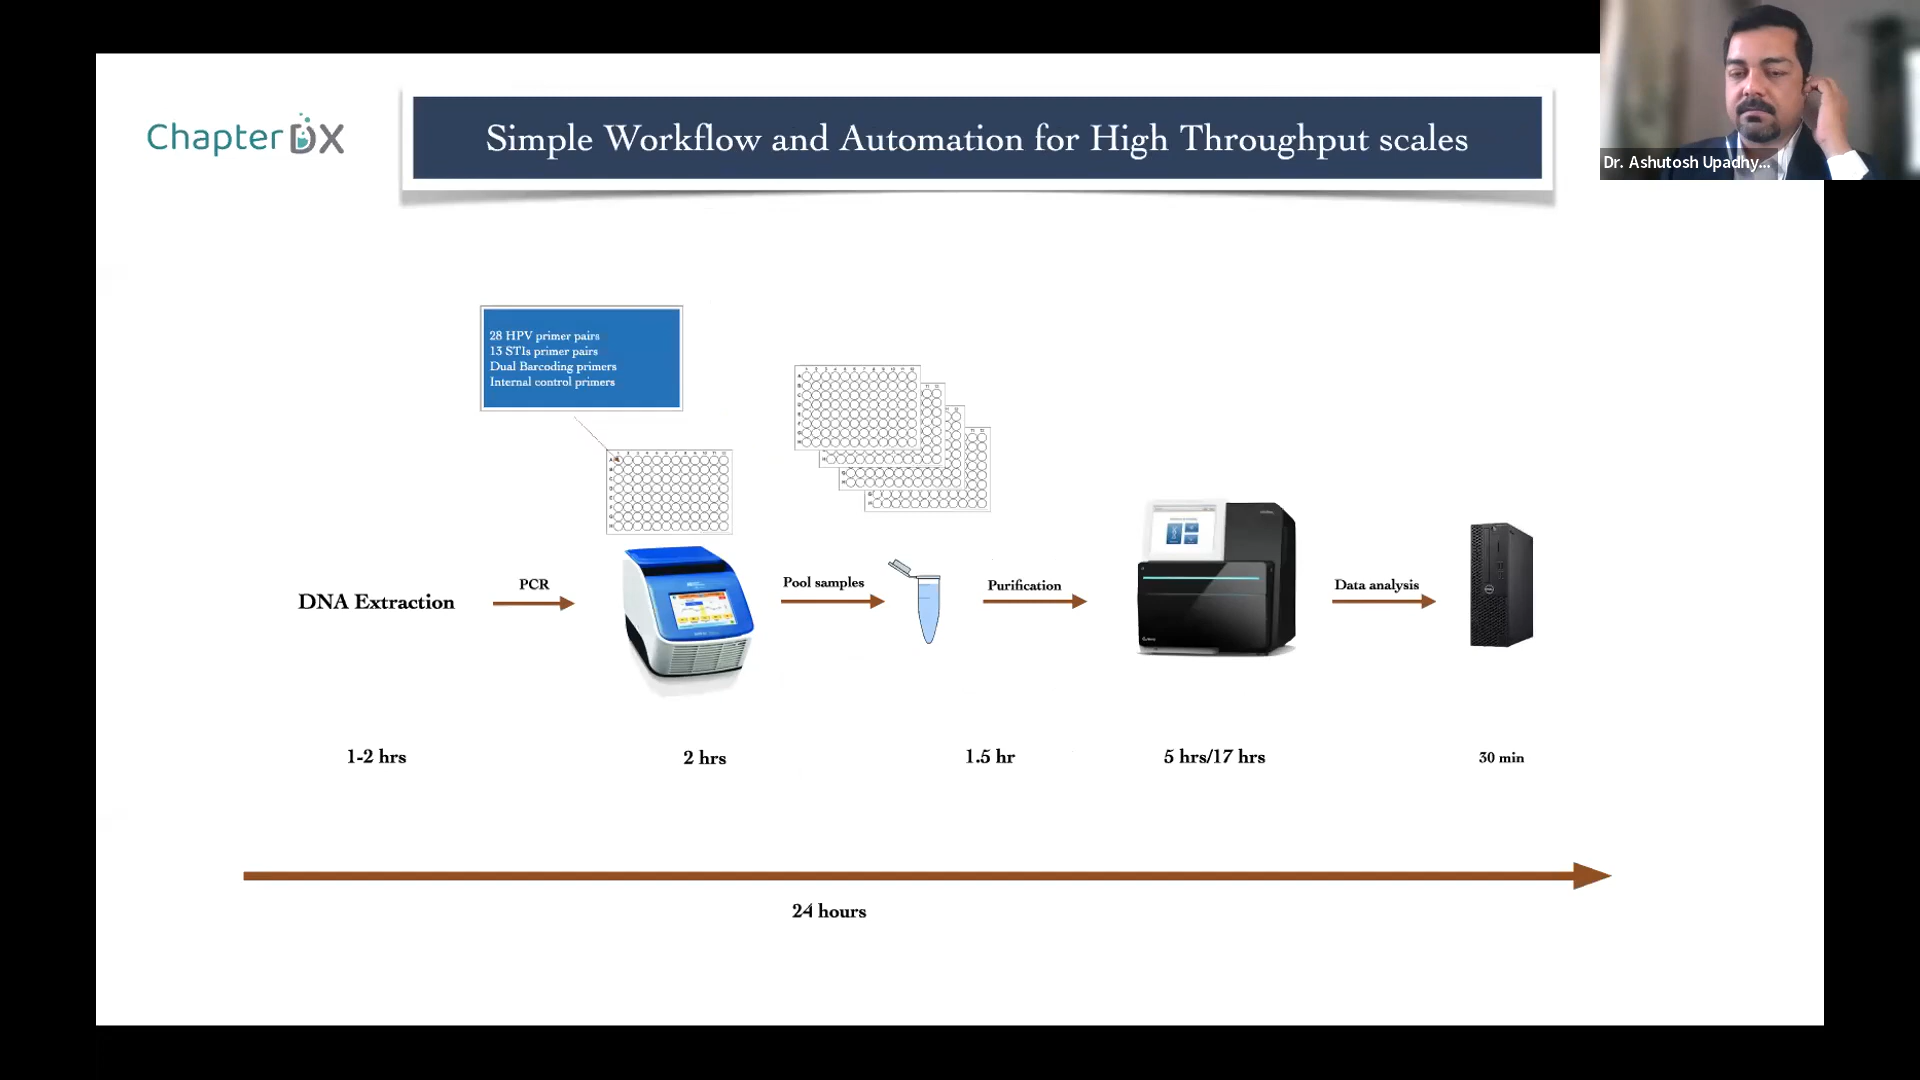 Chapter DX
Simple Workflow and Automation for High Throughput scales
Dr. Ashutosh Upadhy...
28 HPV primer pairs
13 STIs primer pairs
Dual Barcoding primers
Internal control primers
DNA Extraction
PCR
Pool samples
Purification
Data analysis
1-2 hrs
2 hrs
1.5 hr
5 hrs/17 hrs
30 min
24 hours